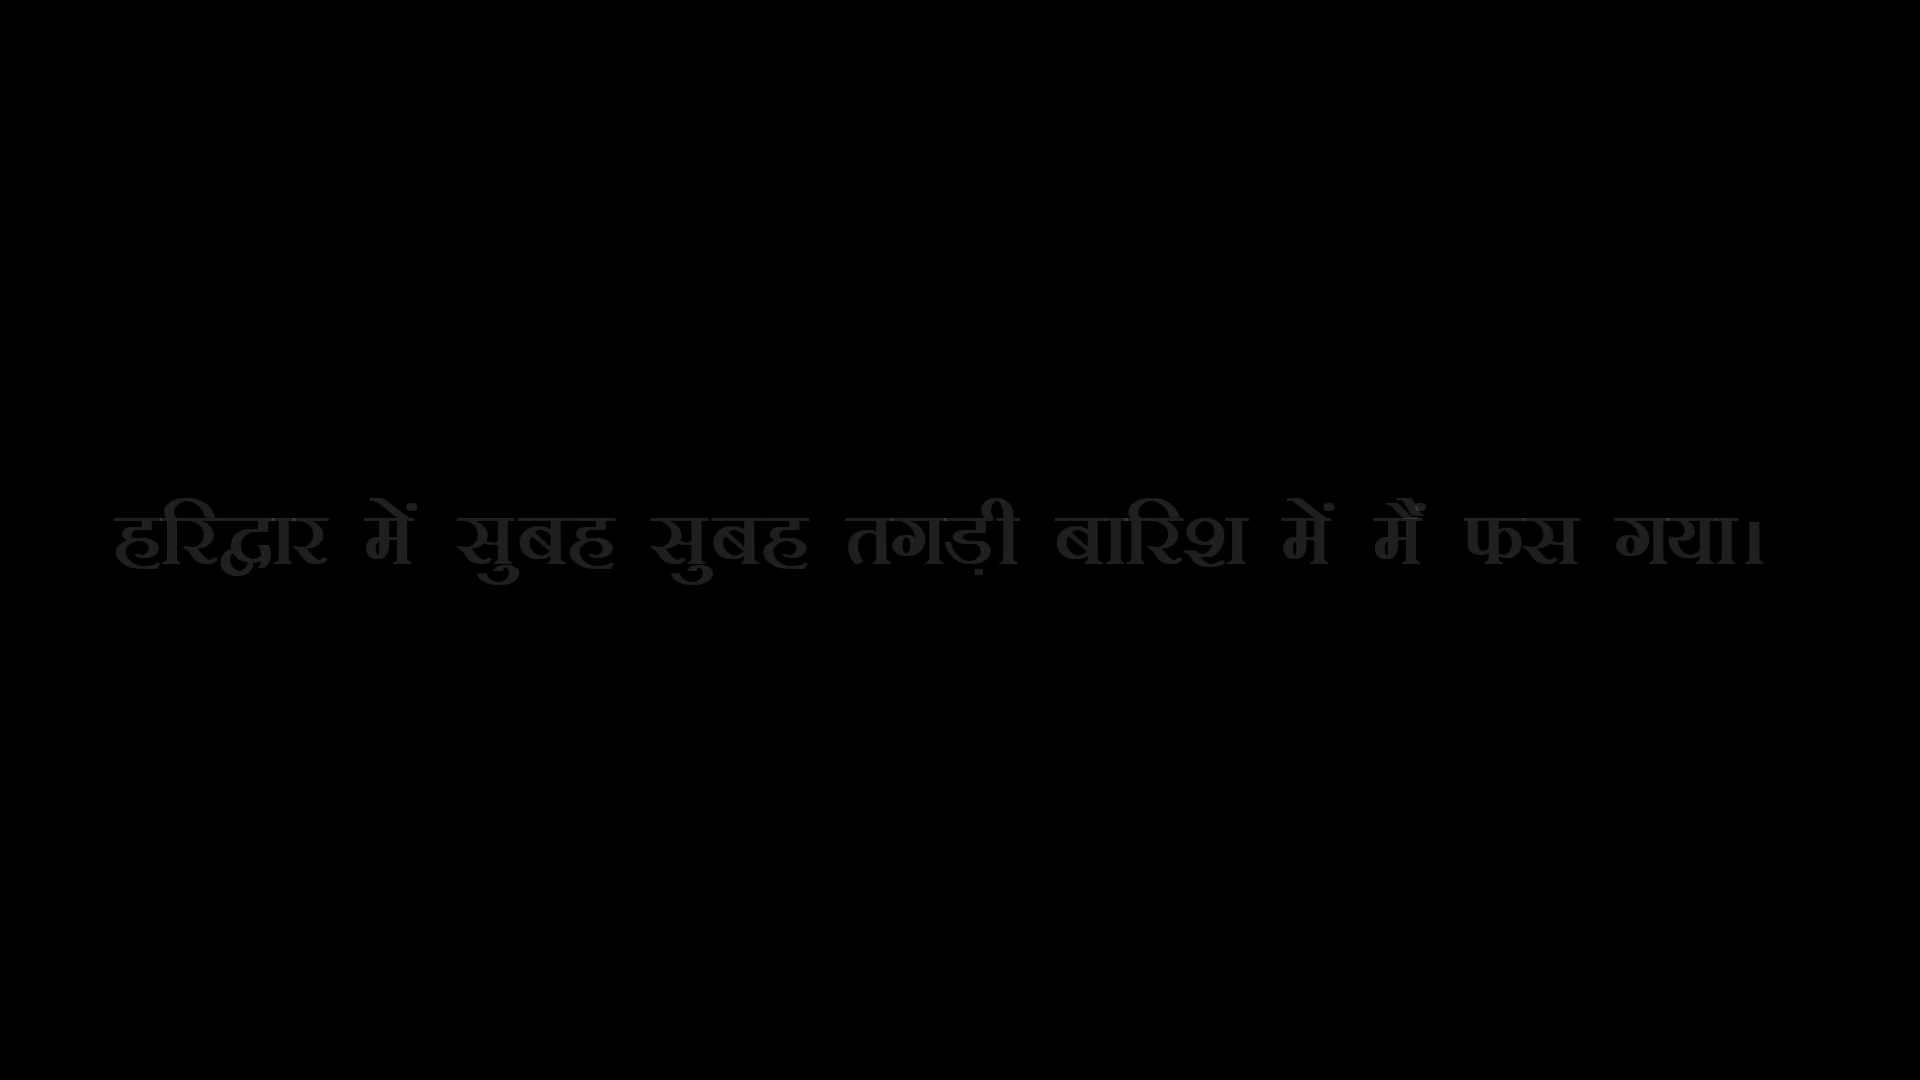 हरिद्वार में सुबह सुबह तगड़ी बारिश में मैं फस गया।